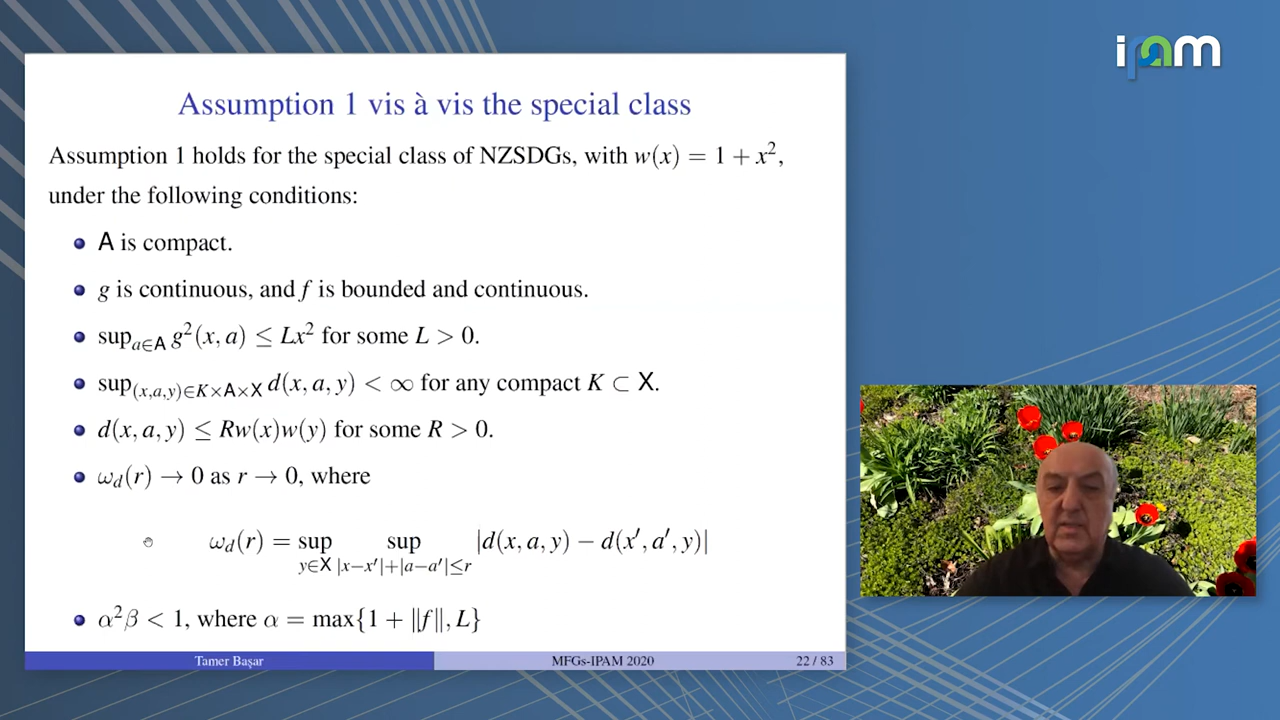 ipam
Assumption 1 vis à vis the special class
Assumption 1 holds for the special class of NZSDGs, with w(x) = 1 + x²,
under the following conditions:
A is compact.
g is continuous, and f is bounded and continuous.
sup_{a∈A} g²(x, a) ≤ Lx² for some L > 0.
sup_{(x,a,y)∈K×A×X} d(x, a, y) < ∞ for any compact K ⊂ X.
d(x, a, y) ≤ Rw(x)w(y) for some R > 0.
ω_d(r) → 0 as r → 0, where
ω_d(r) = sup_{y∈X} sup_{|x−x′|+|a−a′|≤r} |d(x, a, y) − d(x′, a′, y)|
α²β < 1, where α = max{1 + ‖f‖, L}
Tamer Başar MFGs-IPAM 2020 22 / 83